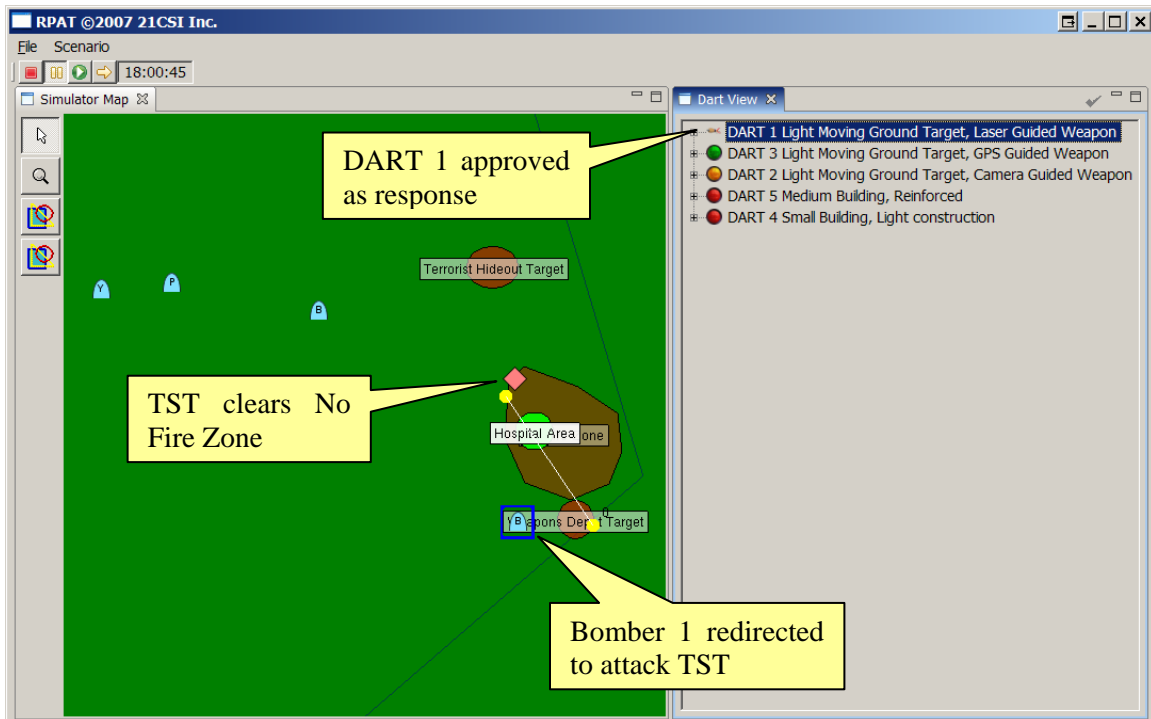 RPAT ©2007 21CSI Inc.
File Scenario
18:00:45
Simulator Map
Dart View
DART 1 Light Moving Ground Target, Laser Guided Weapon
DART 3 Light Moving Ground Target, GPS Guided Weapon
DART 2 Light Moving Ground Target, Camera Guided Weapon
DART 5 Medium Building, Reinforced
DART 4 Small Building, Light construction
DART 1 approved
as response
Terrorist Hideout Target
Y
P
B
TST clears No
Fire Zone
Hospital Area
one
0
B
Target
Bomber 1 redirected
to attack TST